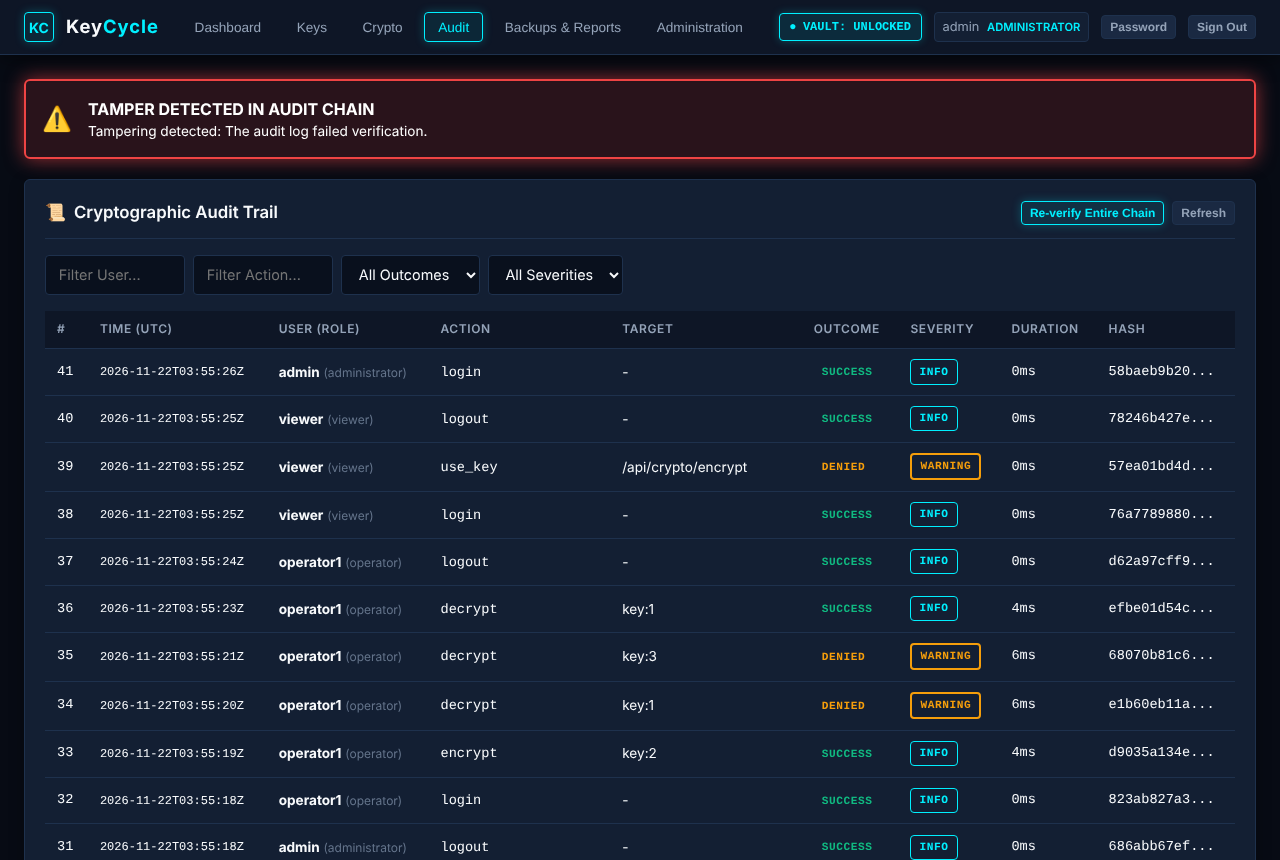 KC KeyCycle Dashboard Keys Crypto Audit Backups & Reports Administration ● VAULT: UNLOCKED admin ADMINISTRATOR Password Sign Out
TAMPER DETECTED IN AUDIT CHAIN
Tampering detected: The audit log failed verification.
Cryptographic Audit Trail Re-verify Entire Chain Refresh
Filter User... Filter Action... All Outcomes All Severities
# TIME (UTC) USER (ROLE) ACTION TARGET OUTCOME SEVERITY DURATION HASH
41 2026-11-22T03:55:26Z admin (administrator) login - SUCCESS INFO 0ms 58baeb9b20...
40 2026-11-22T03:55:25Z viewer (viewer) logout - SUCCESS INFO 0ms 78246b427e...
39 2026-11-22T03:55:25Z viewer (viewer) use_key /api/crypto/encrypt DENIED WARNING 0ms 57ea01bd4d...
38 2026-11-22T03:55:25Z viewer (viewer) login - SUCCESS INFO 0ms 76a7789880...
37 2026-11-22T03:55:24Z operator1 (operator) logout - SUCCESS INFO 0ms d62a97cff9...
36 2026-11-22T03:55:23Z operator1 (operator) decrypt key:1 SUCCESS INFO 4ms efbe01d54c...
35 2026-11-22T03:55:21Z operator1 (operator) decrypt key:3 DENIED WARNING 6ms 68070b81c6...
34 2026-11-22T03:55:20Z operator1 (operator) decrypt key:1 DENIED WARNING 6ms e1b60eb11a...
33 2026-11-22T03:55:19Z operator1 (operator) encrypt key:2 SUCCESS INFO 4ms d9035a134e...
32 2026-11-22T03:55:18Z operator1 (operator) login - SUCCESS INFO 0ms 823ab827a3...
31 2026-11-22T03:55:18Z admin (administrator) logout - SUCCESS INFO 0ms 686abb67ef...